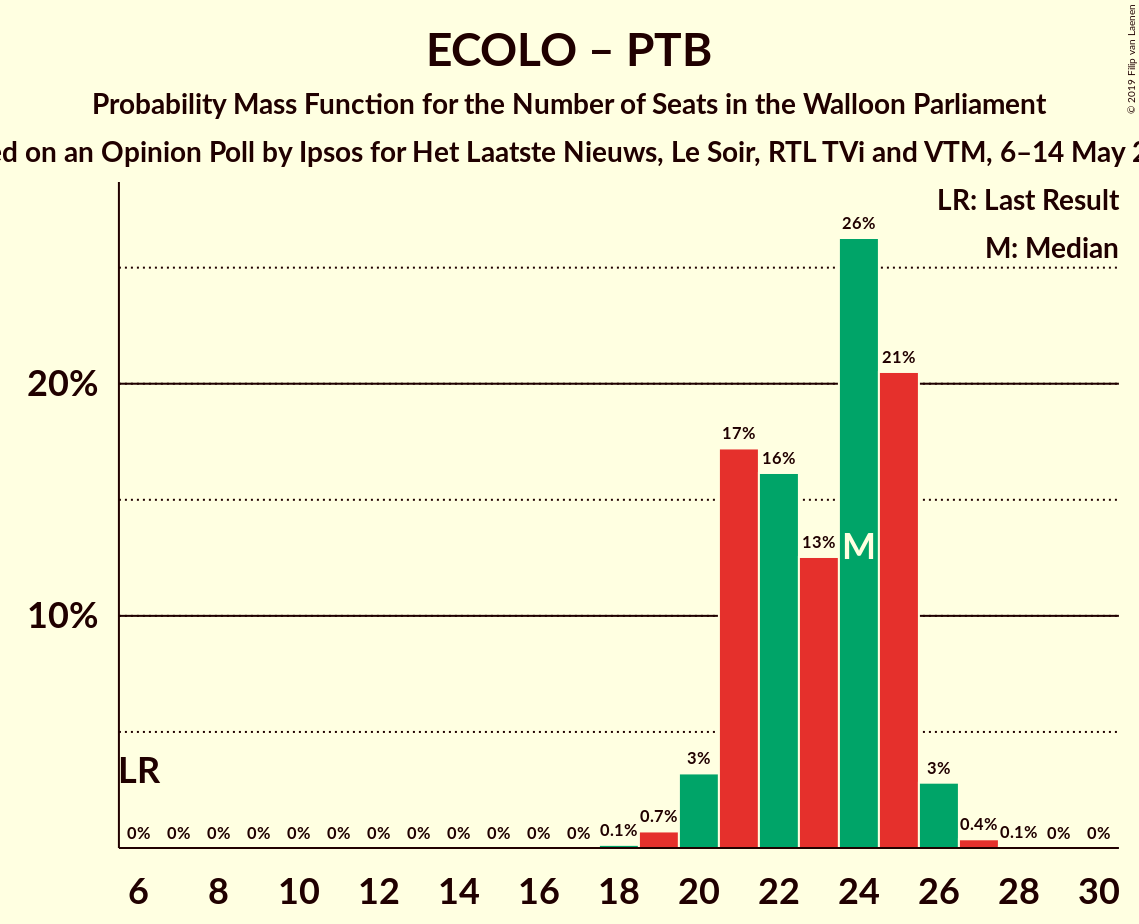 ECOLO – PTB
Probability Mass Function for the Number of Seats in the Walloon Parliament
on an Opinion Poll by Ipsos for Het Laatste Nieuws, Le Soir, RTL TVi and VTM, 6–14 May
© 2019 Filip van Laenen
LR: Last Result
M: Median
26%
21%
20%
17%
16%
13%
M
10%
LR
3%
3%
0% 0% 0% 0% 0% 0% 0% 0% 0% 0% 0% 0% 0.1% 0.7% 0.4% 0.1% 0% 0%
6 8 10 12 14 16 18 20 22 24 26 28 30